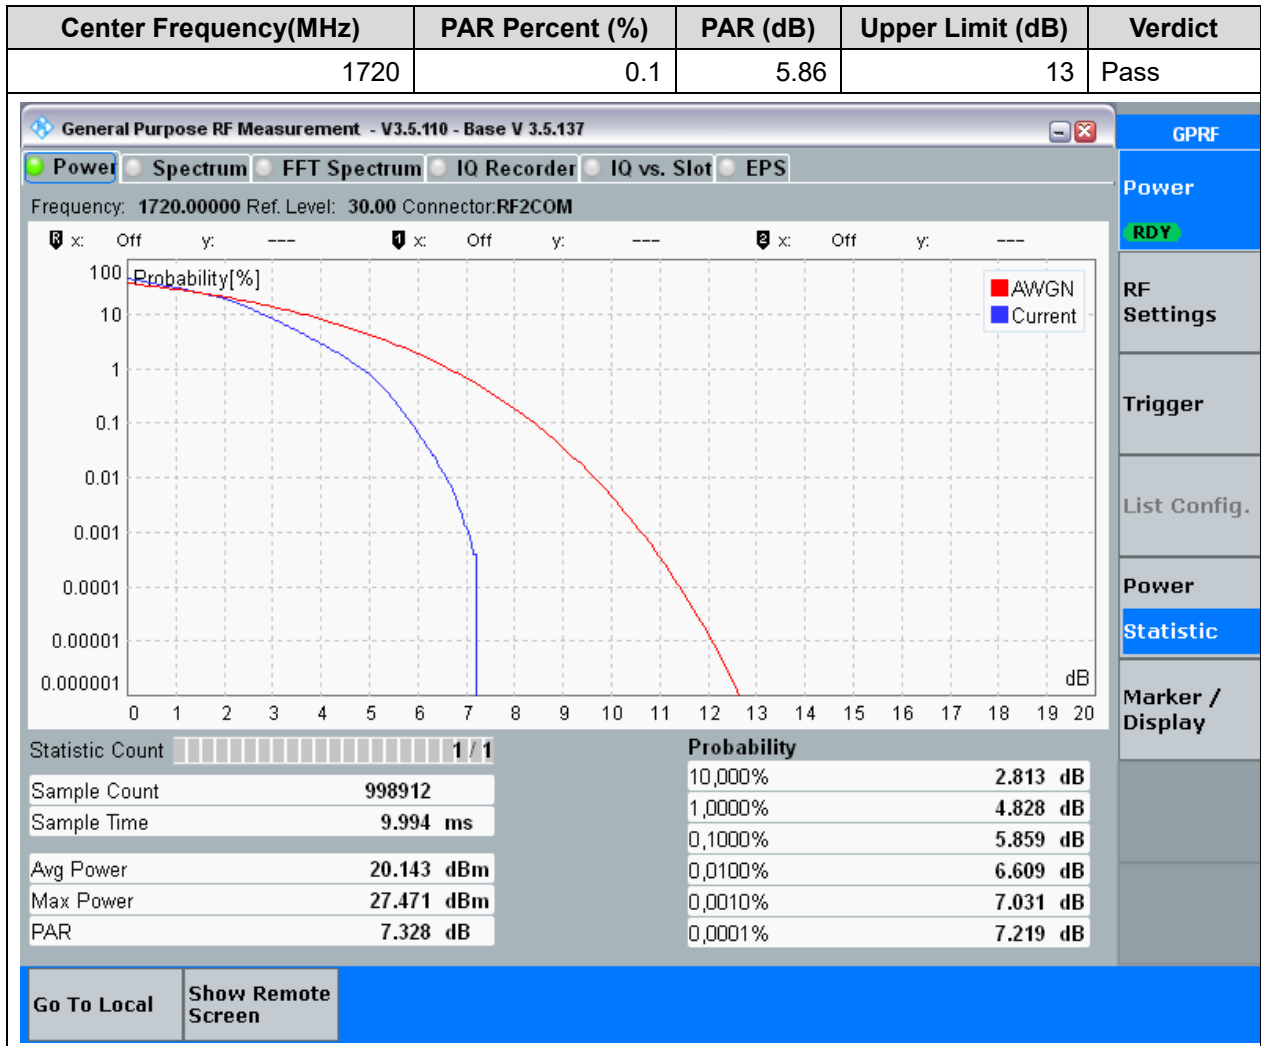 Center Frequency(MHz) PAR Percent (%) PAR (dB) Upper Limit (dB) Verdict
1720 0.1 5.86 13 Pass
General Purpose RF Measurement - V3.5.110 - Base V 3.5.137
GPRF
Power Spectrum FFT Spectrum IQ Recorder IQ vs. Slot EPS
Frequency: 1720.00000 Ref. Level: 30.00 Connector:RF2COM
R x: Off y: --- 1 x: Off y: --- 2 x: Off y: ---
Probability[%]
100
10
1
0.1
0.01
0.001
0.0001
0.00001
0.000001
AWGN
Current
dB
0 1 2 3 4 5 6 7 8 9 10 11 12 13 14 15 16 17 18 19 20
Statistic Count 1 / 1
Sample Count 998912
Sample Time 9.994 ms
Avg Power 20.143 dBm
Max Power 27.471 dBm
PAR 7.328 dB
Probability
10,000% 2.813 dB
1,0000% 4.828 dB
0,1000% 5.859 dB
0,0100% 6.609 dB
0,0010% 7.031 dB
0,0001% 7.219 dB
Power
RDY
RF
Settings
Trigger
List Config.
Power
Statistic
Marker /
Display
Go To Local
Show Remote
Screen